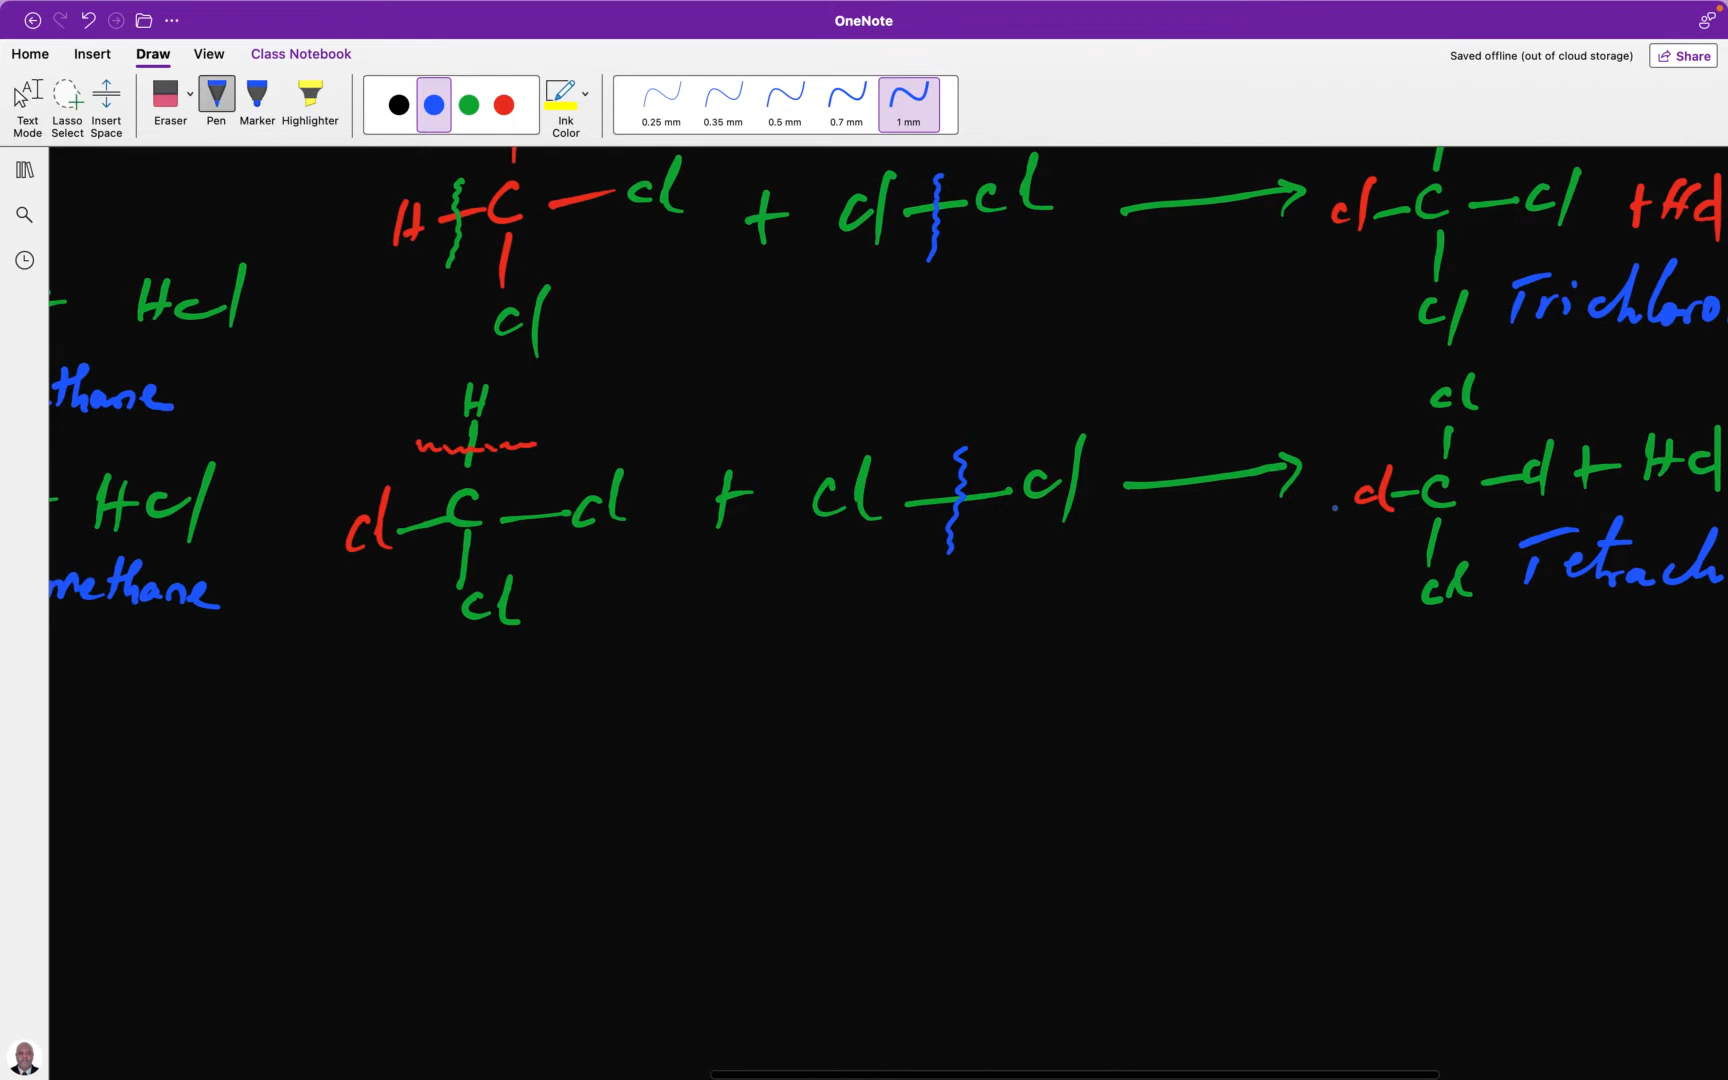 OneNote
Home Insert Draw View Class Notebook
Saved offline (out of cloud storage) Share
Text Mode
Lasso Select
Insert Space
Eraser
Pen
Marker
Highlighter
Ink Color
0.25 mm
0.35 mm
0.5 mm
0.7 mm
1 mm
H C Cl + Cl Cl Cl C Cl + HCl
Cl
Cl
HCl
Trichloro
thane
H
Cl
HCl
Cl C Cl + Cl Cl Cl C Cl + HCl
Cl
Cl
methane
Tetrach